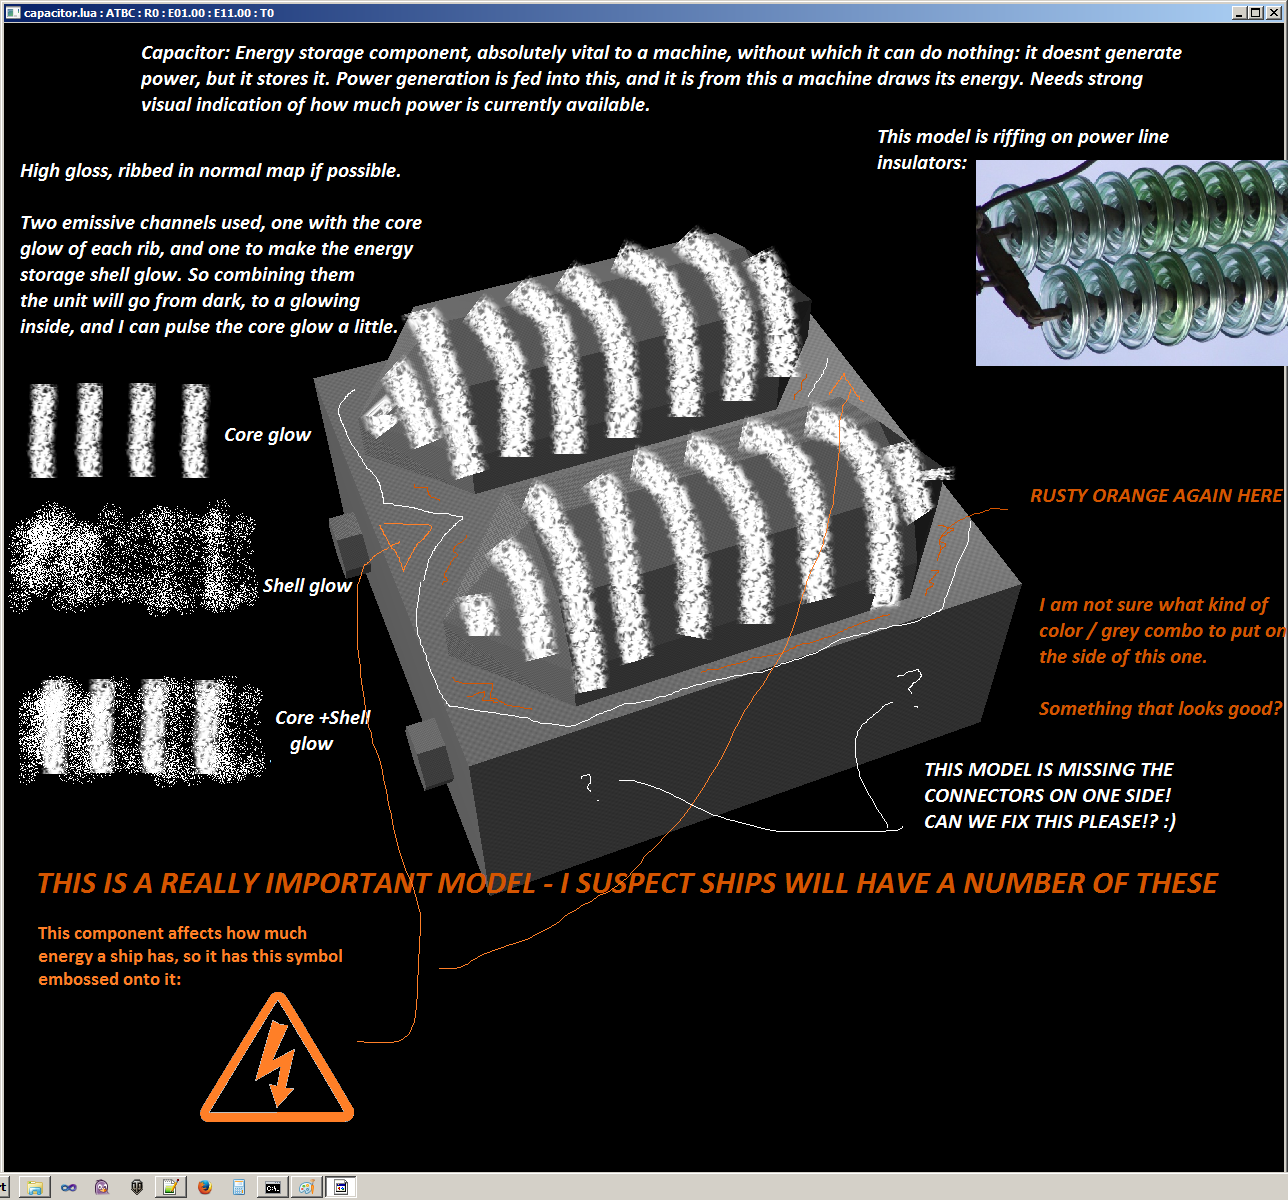 capacitor.lua : ATBC : R0 : E01.00 : E11.00 : T0
Capacitor: Energy storage component, absolutely vital to a machine, without which it can do nothing: it doesnt generate
power, but it stores it. Power generation is fed into this, and it is from this a machine draws its energy. Needs strong
visual indication of how much power is currently available.
This model is riffing on power line
insulators:
High gloss, ribbed in normal map if possible.
Two emissive channels used, one with the core
glow of each rib, and one to make the energy
storage shell glow. So combining them
the unit will go from dark, to a glowing
inside, and I can pulse the core glow a little.
Core glow
Shell glow
Core +Shell
glow
RUSTY ORANGE AGAIN HERE
I am not sure what kind of
color / grey combo to put on
the side of this one.
Something that looks good?
?
?
THIS MODEL IS MISSING THE
CONNECTORS ON ONE SIDE!
CAN WE FIX THIS PLEASE!? :)
THIS IS A REALLY IMPORTANT MODEL - I SUSPECT SHIPS WILL HAVE A NUMBER OF THESE
This component affects how much
energy a ship has, so it has this symbol
embossed onto it: